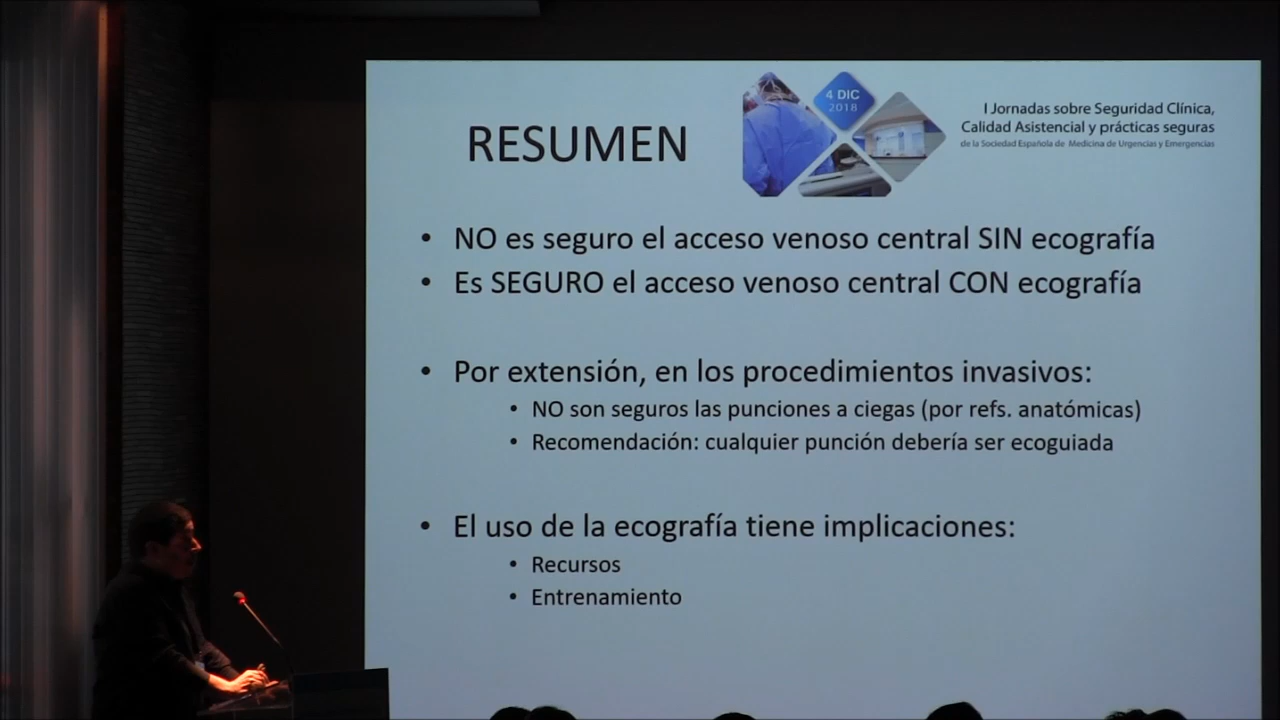 RESUMEN
4 DIC
2018
I Jornadas sobre Seguridad Clínica,
Calidad Asistencial y prácticas seguras
de la Sociedad Española de Medicina de Urgencias y Emergencias
• NO es seguro el acceso venoso central SIN ecografía
• Es SEGURO el acceso venoso central CON ecografía
• Por extensión, en los procedimientos invasivos:
• NO son seguros las punciones a ciegas (por refs. anatómicas)
• Recomendación: cualquier punción debería ser ecoguiada
• El uso de la ecografía tiene implicaciones:
• Recursos
• Entrenamiento